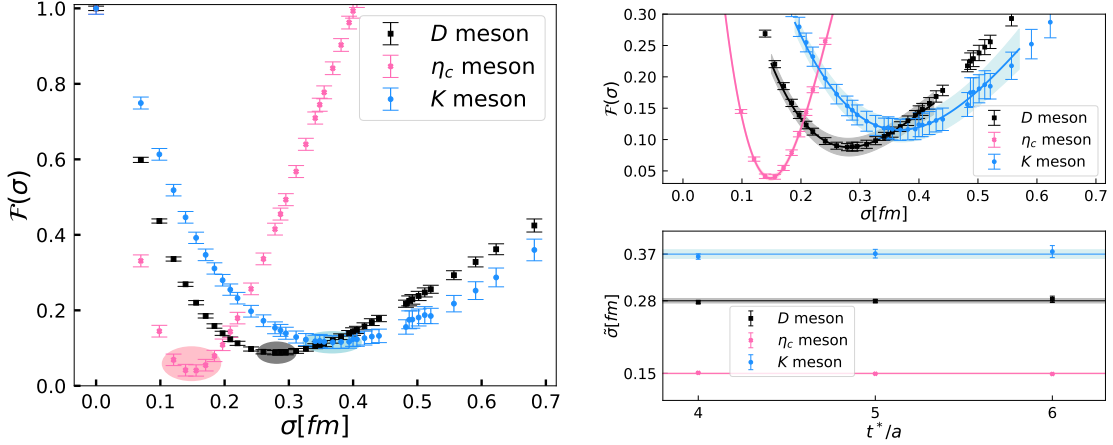 1.0
0.8
0.6
0.4
0.2
0.0
F(σ)
D meson
η_c meson
K meson
0.0 0.1 0.2 0.3 0.4 0.5 0.6 0.7
σ[fm]
0.30
0.25
0.20
0.15
0.10
0.05
F(σ)
D meson
η_c meson
K meson
0.0 0.1 0.2 0.3 0.4 0.5 0.6 0.7
σ[fm]
0.37
0.28
0.15
σ̄[fm]
D meson
η_c meson
K meson
4 5 6
t*/a